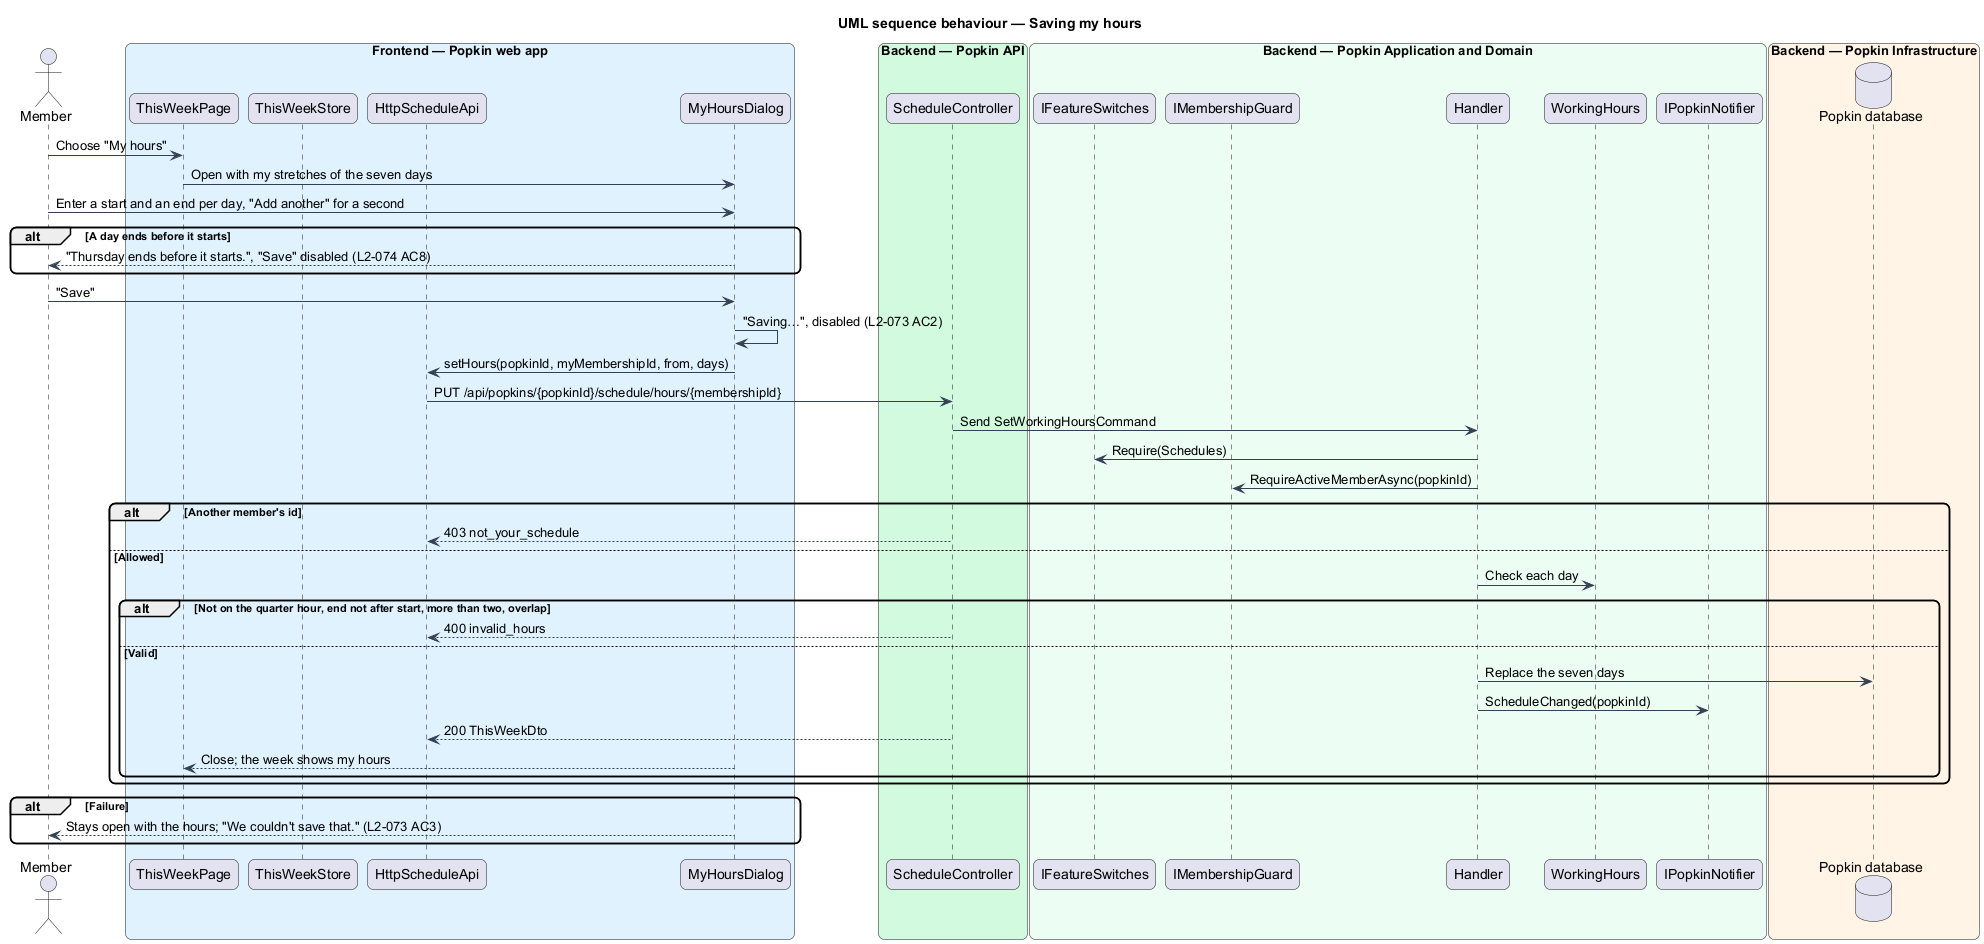 UML sequence behaviour — Saving my hours
Frontend — Popkin web app
Backend — Popkin API
Backend — Popkin Application and Domain
Backend — Popkin Infrastructure
Member
ThisWeekPage
ThisWeekStore
HttpScheduleApi
MyHoursDialog
ScheduleController
IFeatureSwitches
IMembershipGuard
Handler
WorkingHours
IPopkinNotifier
Popkin database
Choose "My hours"
Open with my stretches of the seven days
Enter a start and an end per day, "Add another" for a second
alt
[A day ends before it starts]
"Thursday ends before it starts.", "Save" disabled (L2-074 AC8)
"Save"
"Saving…", disabled (L2-073 AC2)
setHours(popkinId, myMembershipId, from, days)
PUT /api/popkins/{popkinId}/schedule/hours/{membershipId}
Send SetWorkingHoursCommand
Require(Schedules)
RequireActiveMemberAsync(popkinId)
alt
[Another member's id]
403 not_your_schedule
[Allowed]
Check each day
alt
[Not on the quarter hour, end not after start, more than two, overlap]
400 invalid_hours
[Valid]
Replace the seven days
ScheduleChanged(popkinId)
200 ThisWeekDto
Close; the week shows my hours
alt
[Failure]
Stays open with the hours; "We couldn't save that." (L2-073 AC3)
Member
ThisWeekPage
ThisWeekStore
HttpScheduleApi
MyHoursDialog
ScheduleController
IFeatureSwitches
IMembershipGuard
Handler
WorkingHours
IPopkinNotifier
Popkin database